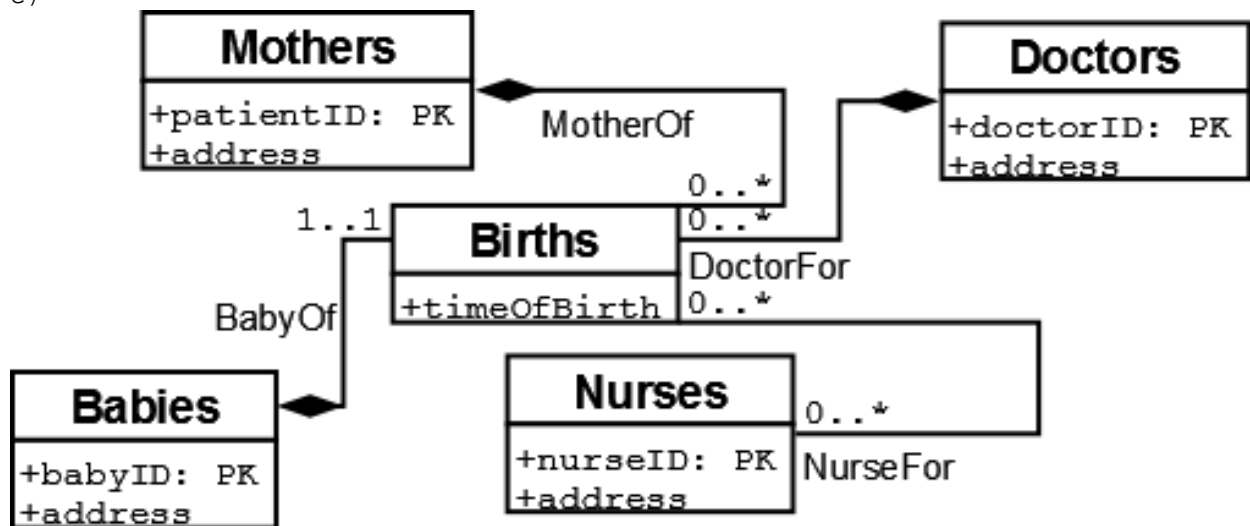 Mothers
+patientID: PK
+address
MotherOf
0..*
Doctors
+doctorID: PK
+address
1..1
Births
+timeOfBirth
0..*
DoctorFor
0..*
BabyOf
Babies
+babyID: PK
+address
Nurses
+nurseID: PK
+address
0..*
NurseFor